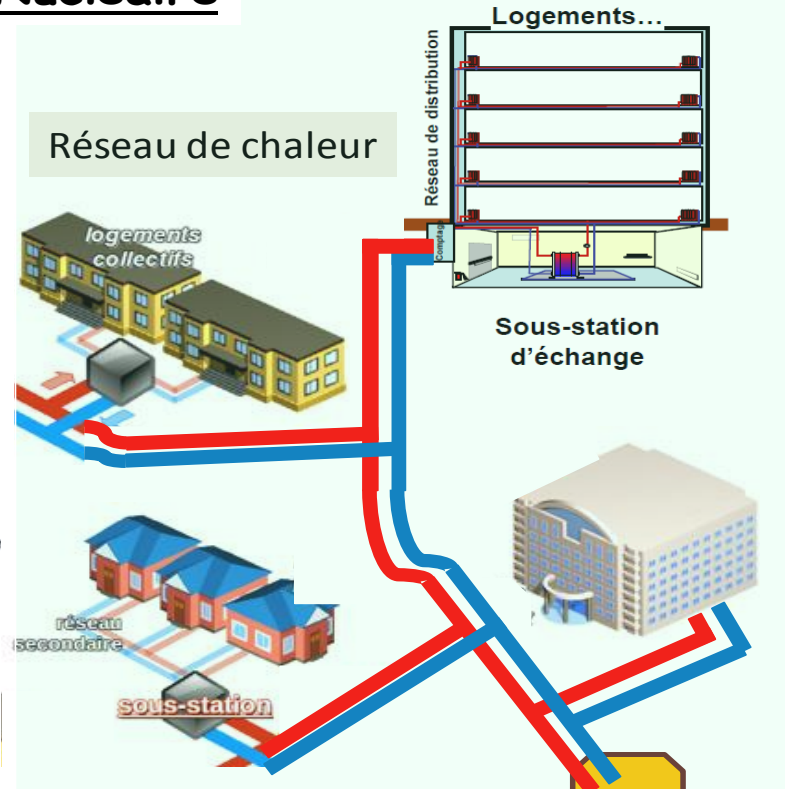 Logements…
Réseau de distribution
Réseau de chaleur
logements
collectifs
Comptage
Sous-station
d'échange
réseau
secondaire
sous-station